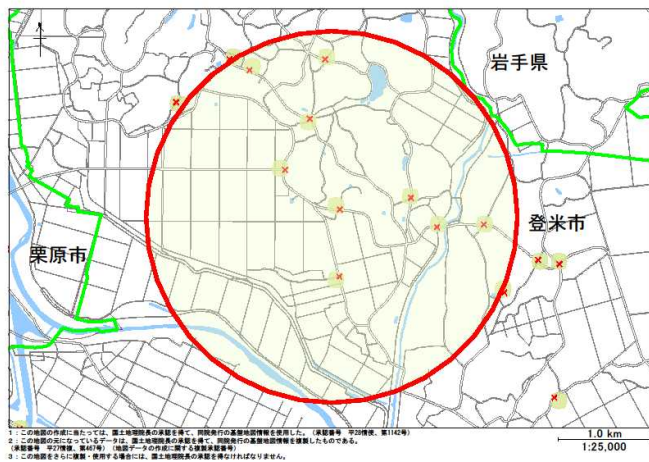 岩手県
登米市
栗原市
1.0 km
1:25,000
1：この地図の作成に当たっては、国土地理院長の承認を得て、同院発行の基盤地図情報を使用した。（承認番号 平28情使、第1142号）
2：この地図の元になっているデータは、国土地理院長の承認を得て、同院発行の基盤地図情報を複製したものである。
（承認番号 平27情複、第467号）（地図データの作成に関する複製承認番号）
3：この地図をさらに複製・使用する場合には、国土地理院長の承認を得なければなりません。